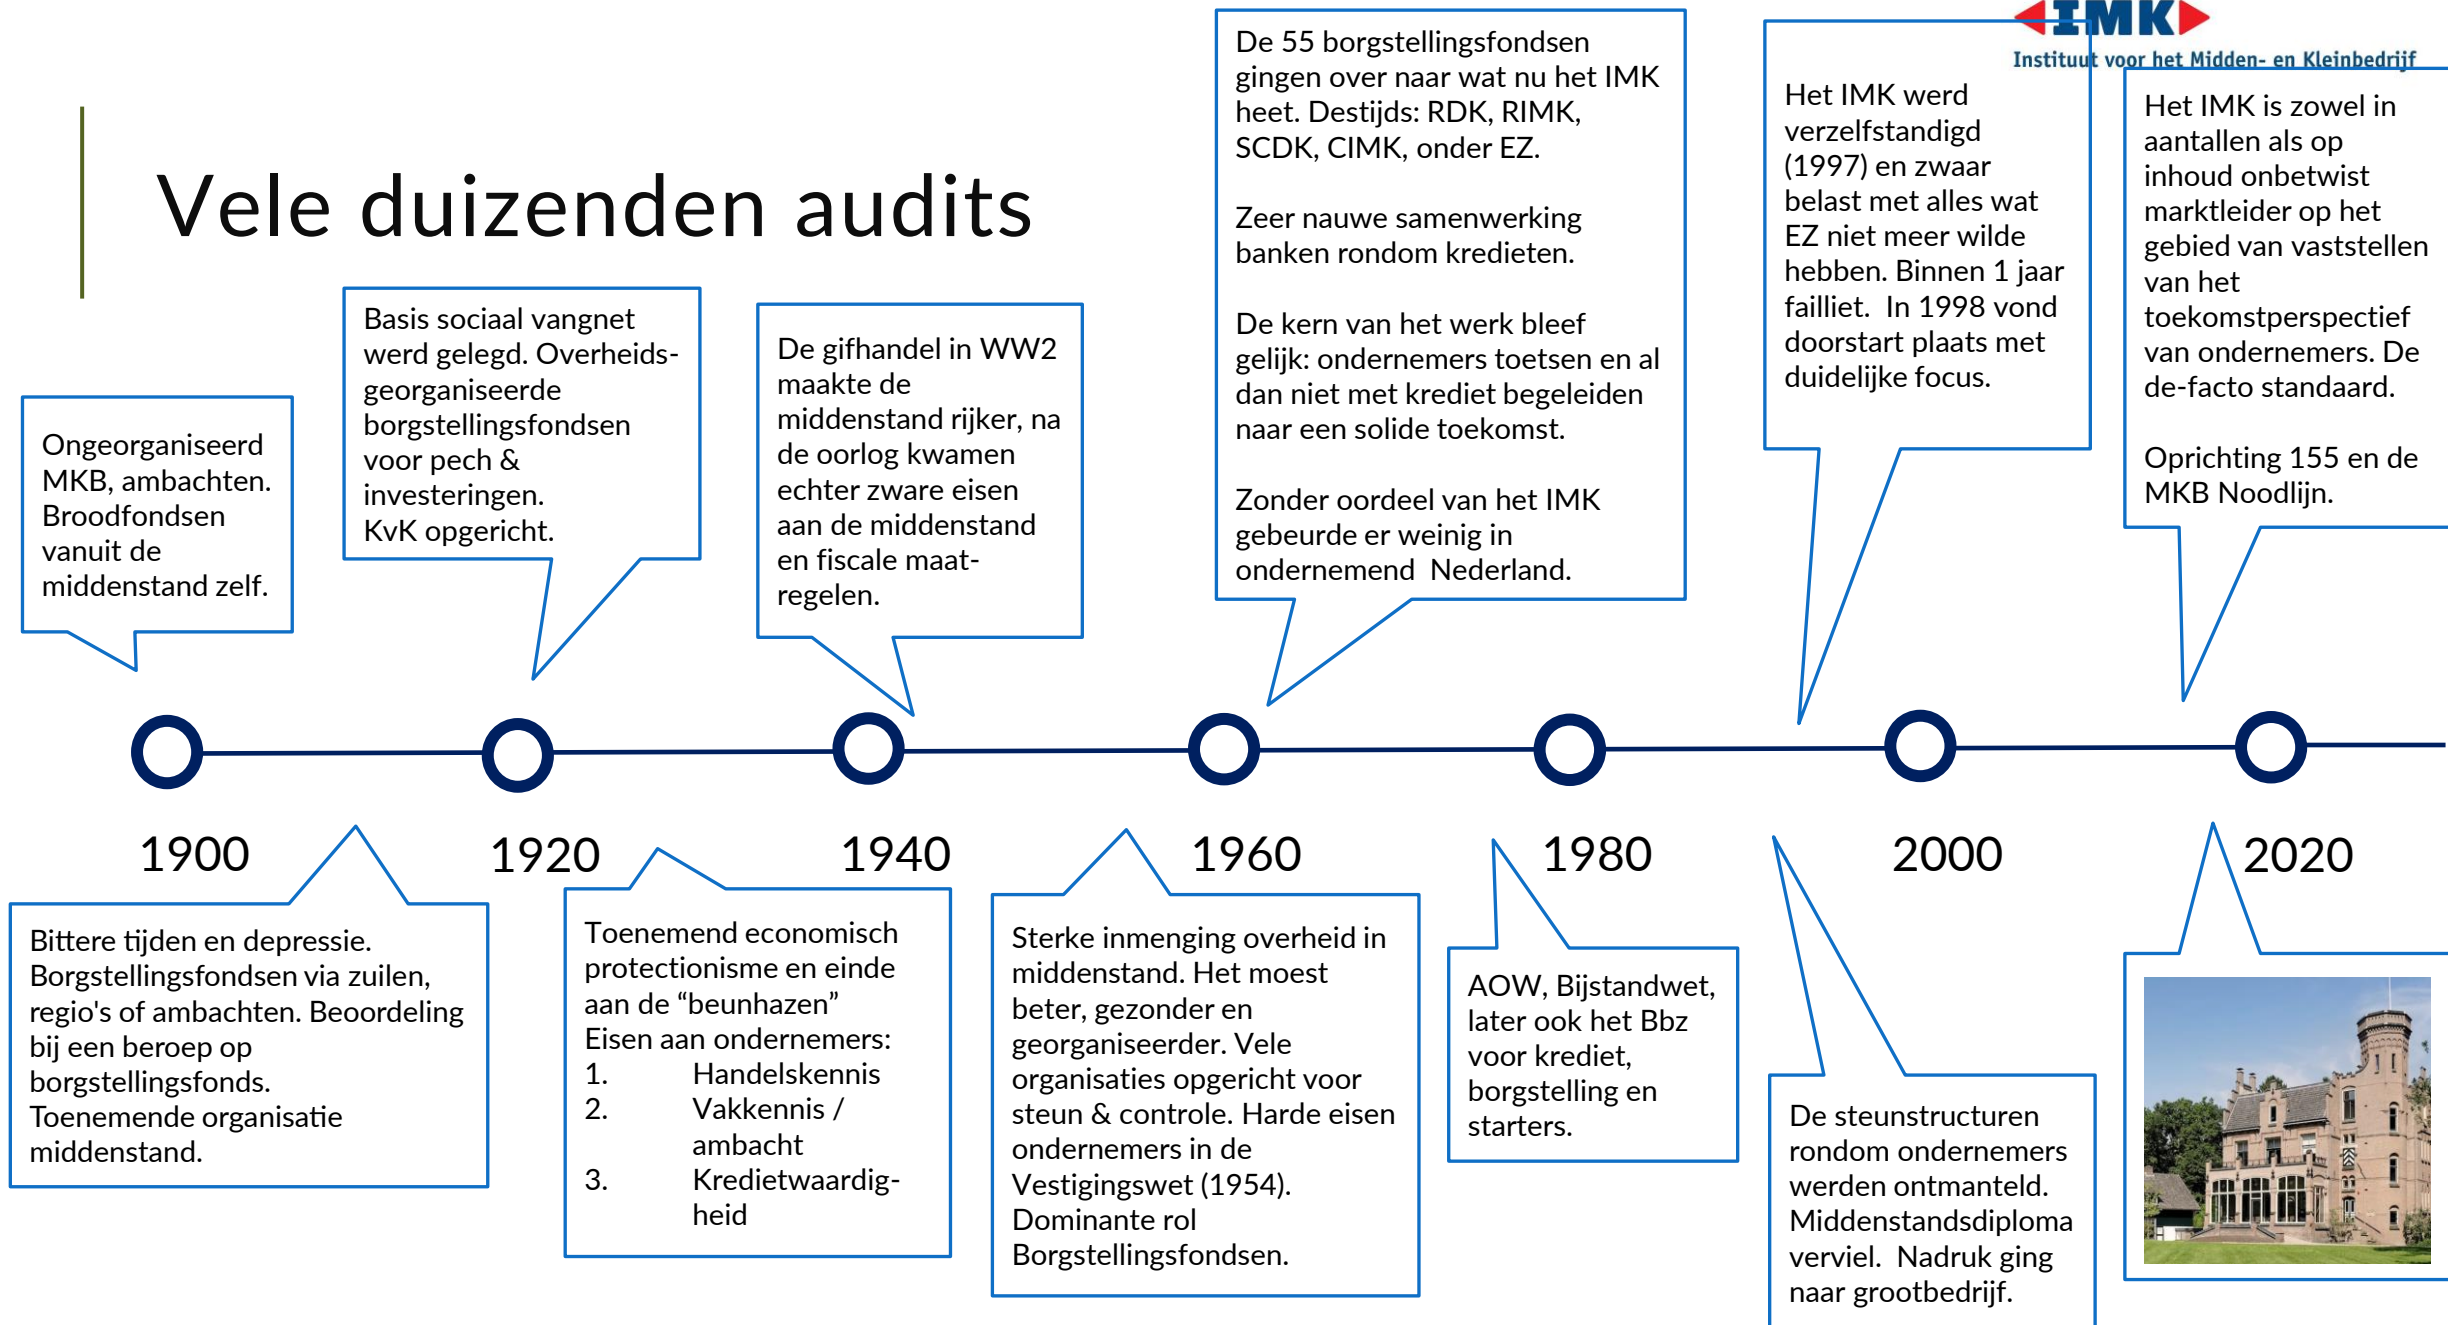 IMK
Instituut voor het Midden- en Kleinbedrijf
Vele duizenden audits
Ongeorganiseerd
MKB, ambachten.
Broodfondsen
vanuit de
middenstand zelf.
Basis sociaal vangnet
werd gelegd. Overheids-
georganiseerde
borgstellingsfondsen
voor pech &
investeringen.
KvK opgericht.
De gifhandel in WW2
maakte de
middenstand rijker, na
de oorlog kwamen
echter zware eisen
aan de middenstand
en fiscale maat-
regelen.
De 55 borgstellingsfondsen
gingen over naar wat nu het IMK
heet. Destijds: RDK, RIMK,
SCDK, CIMK, onder EZ.
Zeer nauwe samenwerking
banken rondom kredieten.
De kern van het werk bleef
gelijk: ondernemers toetsen en al
dan niet met krediet begeleiden
naar een solide toekomst.
Zonder oordeel van het IMK
gebeurde er weinig in
ondernemend Nederland.
Het IMK werd
verzelfstandigd
(1997) en zwaar
belast met alles wat
EZ niet meer wilde
hebben. Binnen 1 jaar
failliet. In 1998 vond
doorstart plaats met
duidelijke focus.
Het IMK is zowel in
aantallen als op
inhoud onbetwist
marktleider op het
gebied van vaststellen
van het
toekomstperspectief
van ondernemers. De
de-facto standaard.
Oprichting 155 en de
MKB Noodlijn.
1900
1920
1940
1960
1980
2000
2020
Bittere tijden en depressie.
Borgstellingsfondsen via zuilen,
regio's of ambachten. Beoordeling
bij een beroep op
borgstellingsfonds.
Toenemende organisatie
middenstand.
Toenemend economisch
protectionisme en einde
aan de “beunhazen”
Eisen aan ondernemers:
1. Handelskennis
2. Vakkennis /
ambacht
3. Kredietwaardig-
heid
Sterke inmenging overheid in
middenstand. Het moest
beter, gezonder en
georganiseerder. Vele
organisaties opgericht voor
steun & controle. Harde eisen
ondernemers in de
Vestigingswet (1954).
Dominante rol
Borgstellingsfondsen.
AOW, Bijstandwet,
later ook het Bbz
voor krediet,
borgstelling en
starters.
De steunstructuren
rondom ondernemers
werden ontmanteld.
Middenstandsdiploma
verviel. Nadruk ging
naar grootbedrijf.